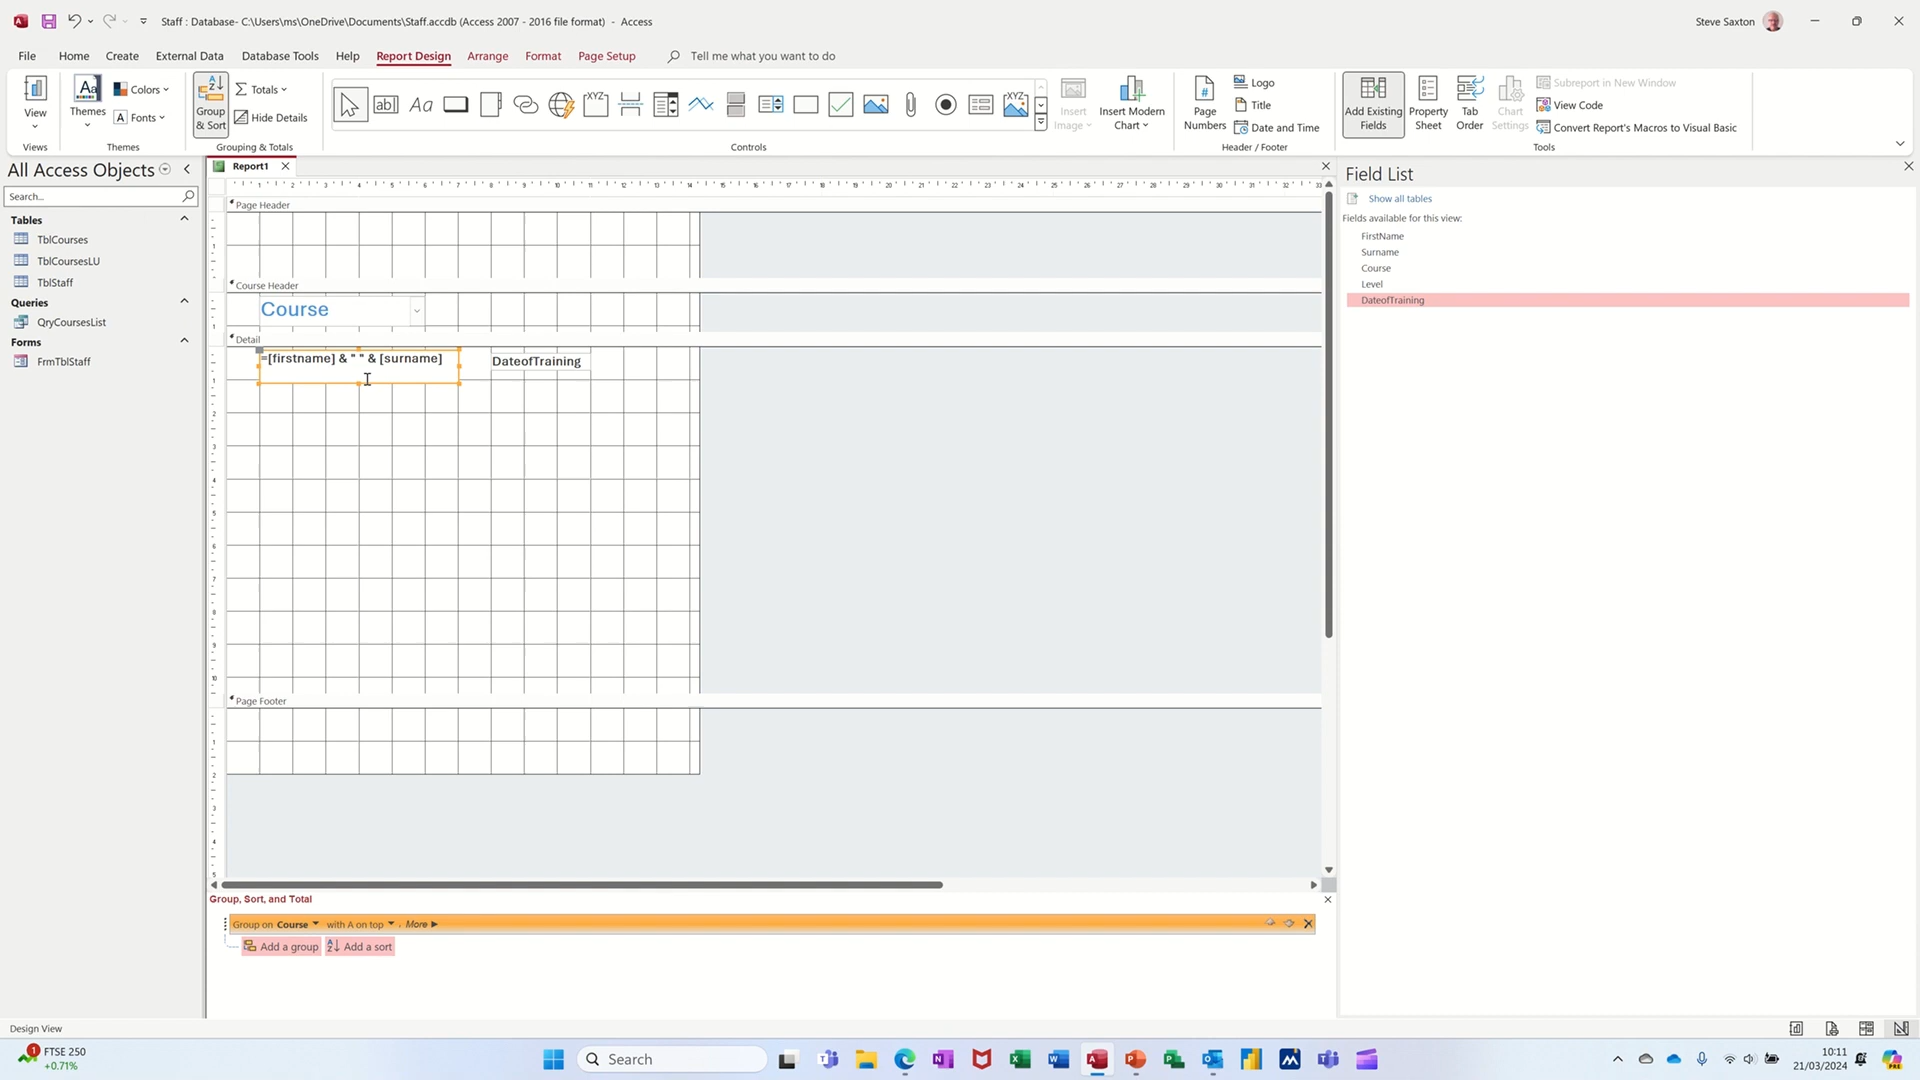 Staff : Database- C:\Users\ms\OneDrive\Documents\Staff.accdb (Access 2007 - 2016 file format) - Access
Steve Saxton
File Home Create External Data Database Tools Help Report Design Arrange Format Page Setup Tell me what you want to do
View
Views
Aa
Themes
Colors
Fonts
Themes
Group
& Sort
Totals
Hide Details
Grouping & Totals
ab|
Aa
XYZ
XYZ
Controls
Insert
Image
Insert Modern
Chart
Page
Numbers
Logo
Title
Date and Time
Header / Footer
Add Existing
Fields
Property
Sheet
Tab
Order
Chart
Settings
Subreport in New Window
View Code
Convert Report's Macros to Visual Basic
Tools
All Access Objects
Search...
Tables
TblCourses
TblCoursesLU
TblStaff
Queries
QryCoursesList
Forms
FrmTblStaff
Report1
Page Header
Course Header
Course
Detail
=[firstname] & " " & [surname]
DateofTraining
Page Footer
Group, Sort, and Total
Group on Course with A on top , More
Add a group
Add a sort
Field List
Show all tables
Fields available for this view:
FirstName
Surname
Course
Level
DateofTraining
Design View
1
FTSE 250
+0.71%
Search
10:11
21/03/2024
PRE